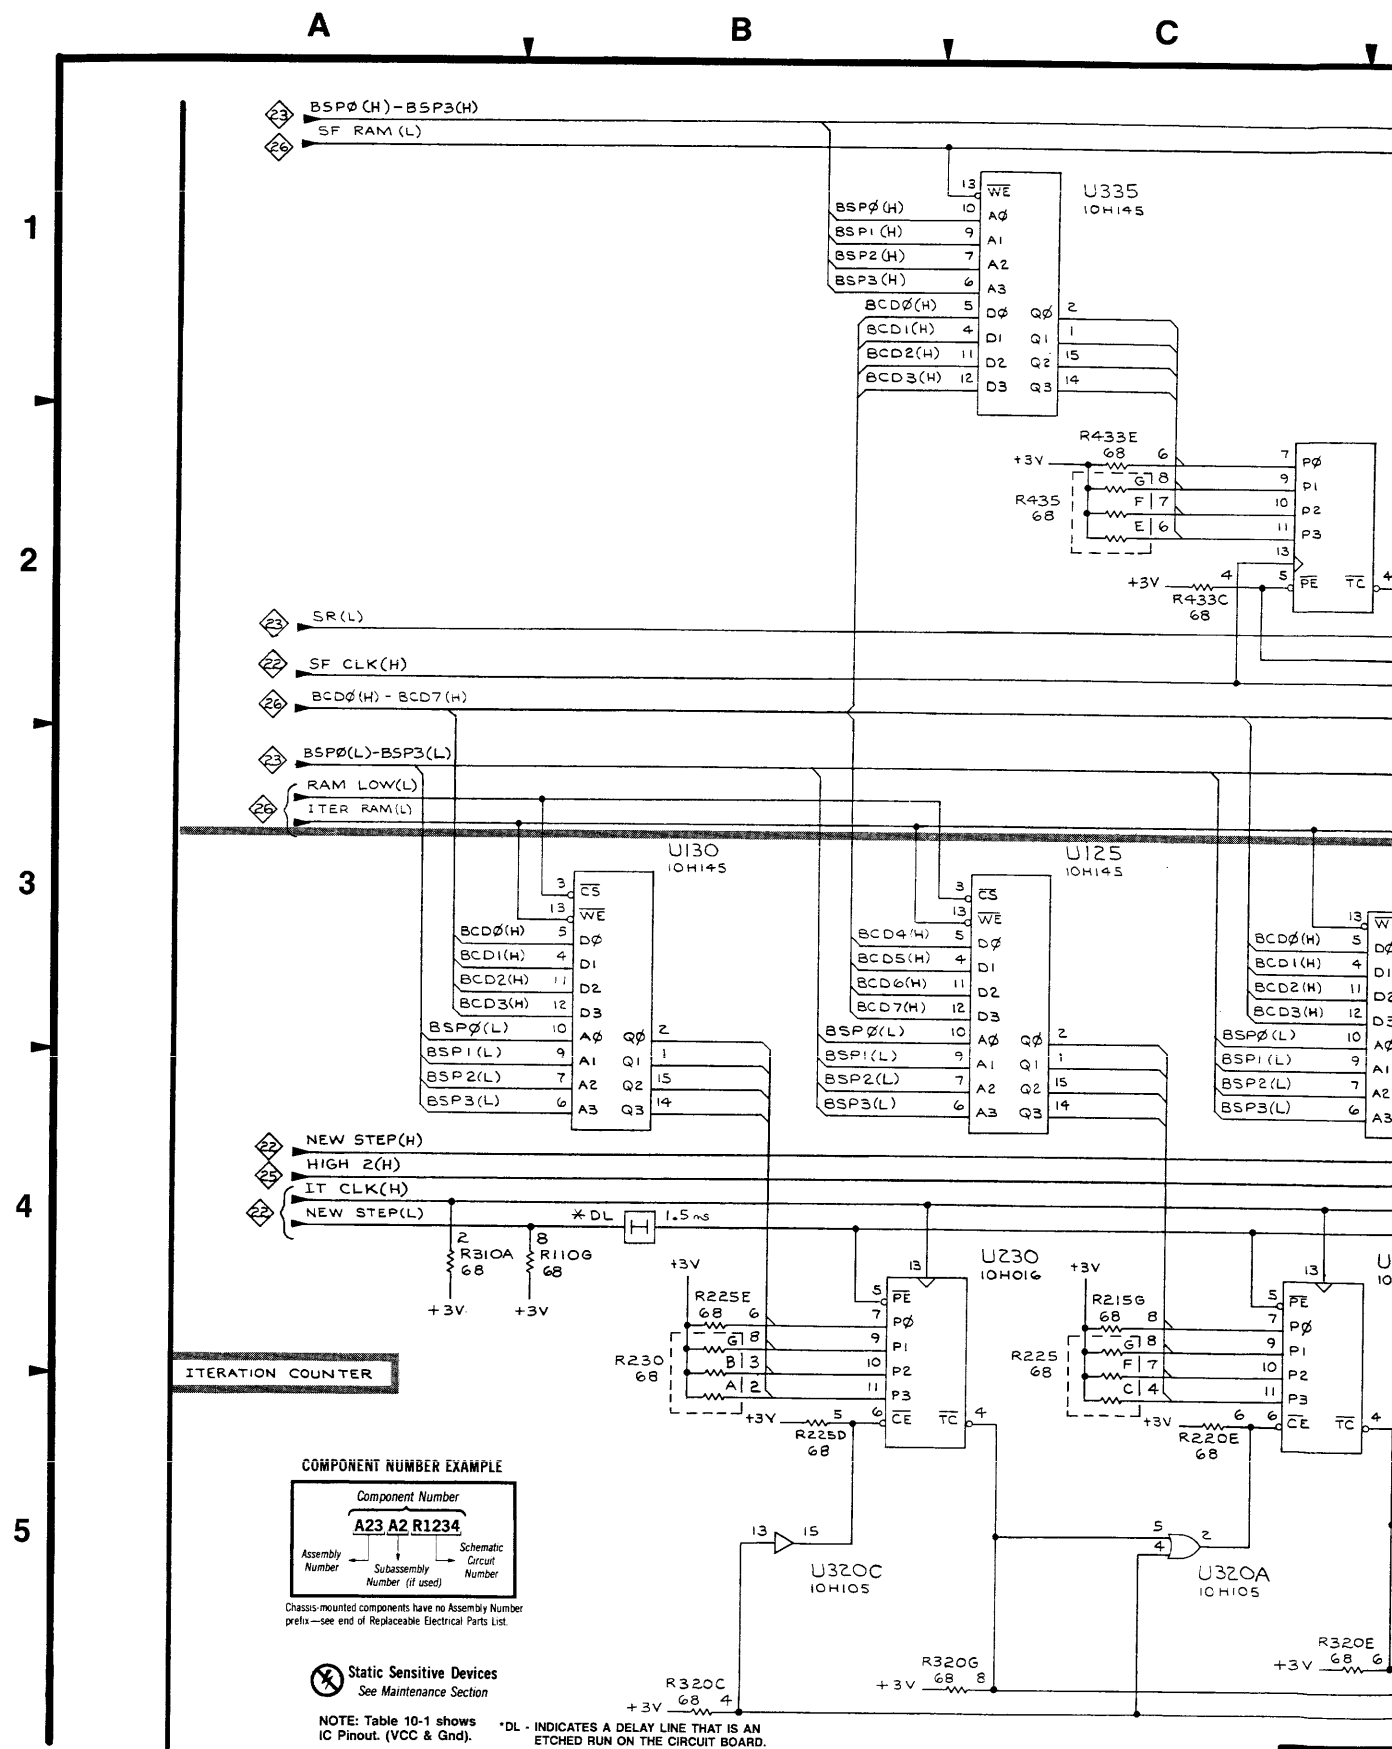 A B C
23 BSPØ(H)-BSP3(H)
26 SF RAM(L)
1
13 WE
U335
10H145
BSPØ(H) 10 AØ
BSP1(H) 9 A1
BSP2(H) 7 A2
BSP3(H) 6 A3
BCDØ(H) 5 DØ QØ 2
BCD1(H) 4 D1 Q1 1
BCD2(H) 11 D2 Q2 15
BCD3(H) 12 D3 Q3 14
R433E
+3V 68 6 7 PØ
G 8 9 P1
R435 F 7 10 P2
68 E 6 11 P3
2
13
+3V 4 5 PE TC 4
R433C
68
23 SR(L)
22 SF CLK(H)
26 BCDØ(H) - BCD7(H)
23 BSPØ(L)-BSP3(L)
RAM LOW(L)
26 ITER RAM(L)
3
U130 U125
10H145 10H145
3 CS 3 CS
13 WE 13 WE 13 W
BCDØ(H) 5 DØ BCD4(H) 5 DØ BCDØ(H) 5 DØ
BCD1(H) 4 D1 BCD5(H) 4 D1 BCD1(H) 4 D1
BCD2(H) 11 D2 BCD6(H) 11 D2 BCD2(H) 11 D2
BCD3(H) 12 D3 BCD7(H) 12 D3 BCD3(H) 12 D3
BSPØ(L) 10 AØ QØ 2 BSPØ(L) 10 AØ QØ 2 BSPØ(L) 10 AØ
BSP1(L) 9 A1 Q1 1 BSP1(L) 9 A1 Q1 1 BSP1(L) 9 A1
BSP2(L) 7 A2 Q2 15 BSP2(L) 7 A2 Q2 15 BSP2(L) 7 A2
BSP3(L) 6 A3 Q3 14 BSP3(L) 6 A3 Q3 14 BSP3(L) 6 A3
22 NEW STEP(H)
25 HIGH 2(H)
4
IT CLK(H)
22 NEW STEP(L) *DL 1.5ns
2 8
R310A R110G
68 68
+3V +3V
U230
10H016
U
10
+3V 13 +3V 13
5 PE 5 PE
R225E R215G
68 6 7 PØ 68 8 7 PØ
G 8 9 P1 G 8 9 P1
R230 B 3 10 P2 R225 F 7 10 P2
68 A 2 11 P3 68 C 4 11 P3
+3V 5 6 CE TC 4 +3V 6 6 CE TC 4
R225D R220E
68 68
ITERATION COUNTER
COMPONENT NUMBER EXAMPLE
Component Number
A23 A2 R1234
Assembly Number
Subassembly Number (if used)
Schematic Circuit Number
Chassis-mounted components have no Assembly Number
prefix—see end of Replaceable Electrical Parts List.
5
13 15
U320C
10H105
5
4 2
U320A
10H105
R320E
+3V 68 6
R320G
+3V 68 8
R320C
+3V 68 4
Static Sensitive Devices
See Maintenance Section
NOTE: Table 10-1 shows
IC Pinout. (VCC & Gnd).
*DL - INDICATES A DELAY LINE THAT IS AN
ETCHED RUN ON THE CIRCUIT BOARD.